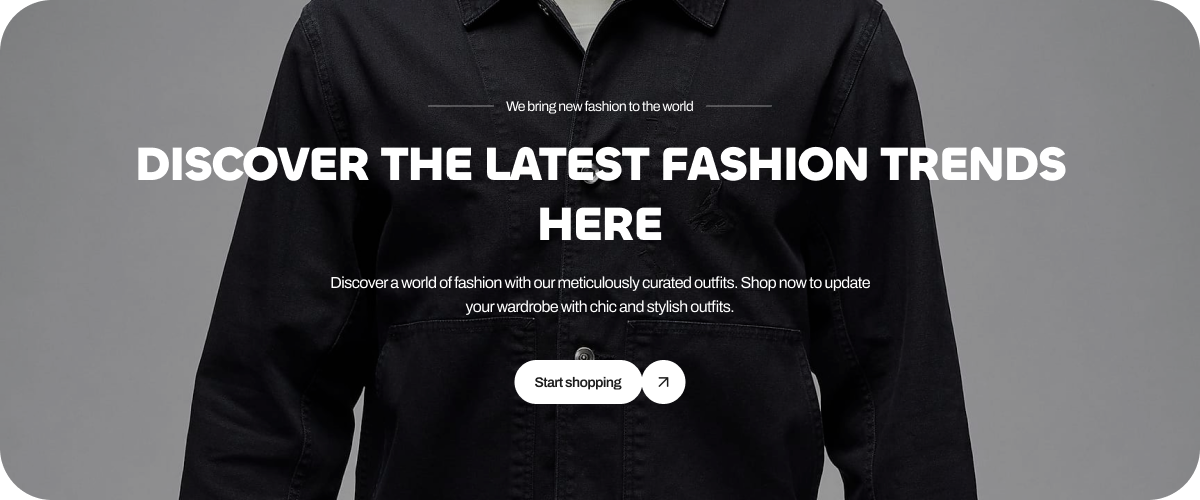 We bring new fashion to the world
DISCOVER THE LATEST FASHION TRENDS
HERE
Discover a world of fashion with our meticulously curated outfits. Shop now to update
your wardrobe with chic and stylish outfits.
Start shopping